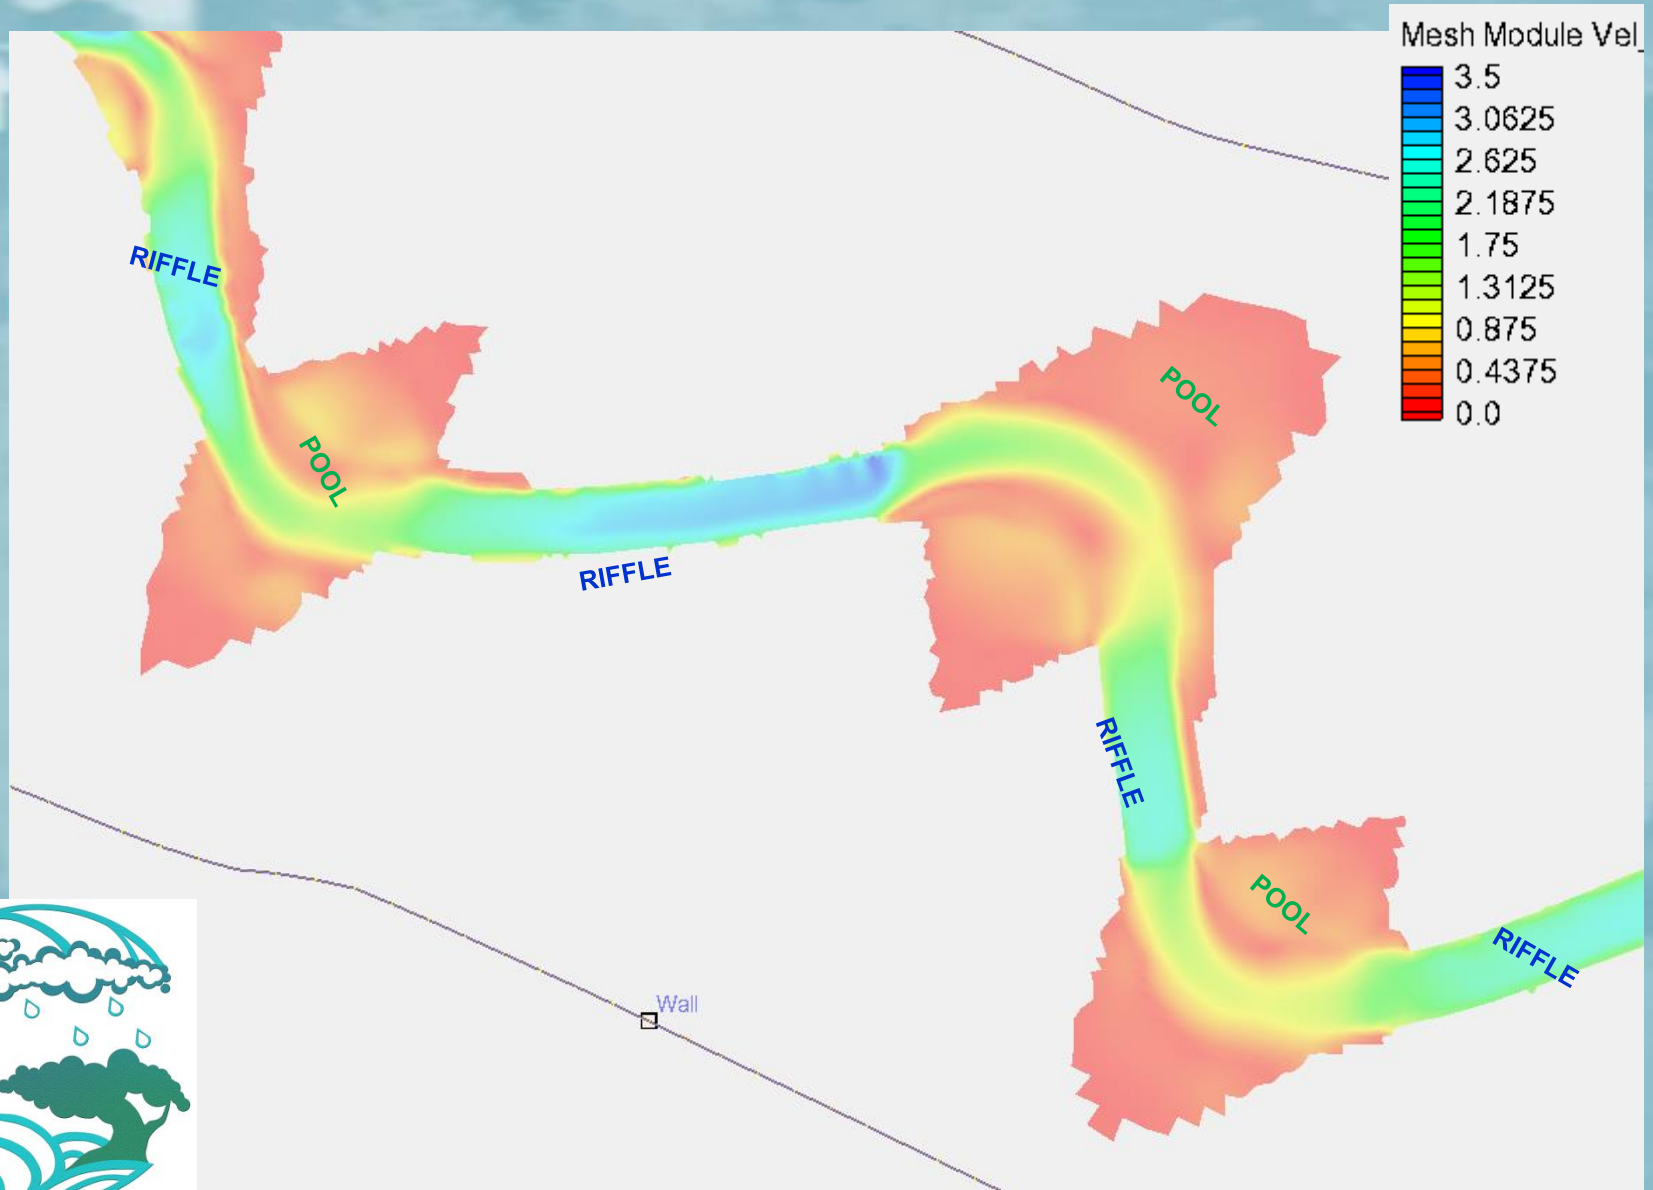 Mesh Module Vel_
3.5
3.0625
2.625
2.1875
1.75
1.3125
0.875
0.4375
0.0
RIFFLE
POOL
POOL
RIFFLE
RIFFLE
POOL
RIFFLE
Wall